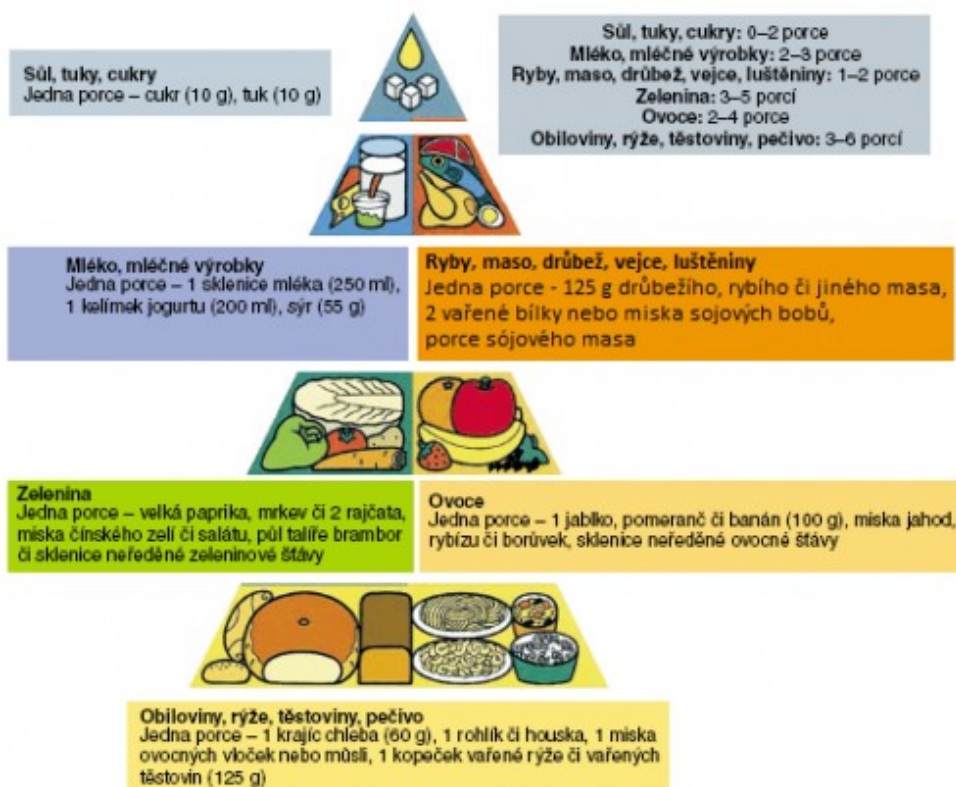 Sůl, tuky, cukry
Jedna porce – cukr (10 g), tuk (10 g)
Sůl, tuky, cukry: 0–2 porce
Mléko, mléčné výrobky: 2–3 porce
Ryby, maso, drůbež, vejce, luštěniny: 1–2 porce
Zelenina: 3–5 porcí
Ovoce: 2–4 porce
Obiloviny, rýže, těstoviny, pečivo: 3–6 porcí
Mléko, mléčné výrobky
Jedna porce – 1 sklenice mléka (250 ml),
1 kelímek jogurtu (200 ml), sýr (55 g)
Ryby, maso, drůbež, vejce, luštěniny
Jedna porce - 125 g drůbežího, rybího či jiného masa,
2 vařené bílky nebo miska sojových bobů,
porce sójového masa
Zelenina
Jedna porce – velká paprika, mrkev či 2 rajčata,
miska čínského zelí či salátu, půl talíře brambor
či sklenice neředěné zeleninové šťávy
Ovoce
Jedna porce – 1 jablko, pomeranč či banán (100 g), miska jahod,
rybízu či borůvek, sklenice neředěné ovocné šťávy
Obiloviny, rýže, těstoviny, pečivo
Jedna porce – 1 krajíc chleba (60 g), 1 rohlík či houska, 1 miska
ovocných vloček nebo műsli, 1 kopeček vařené rýže či vařených
těstovin (125 g)